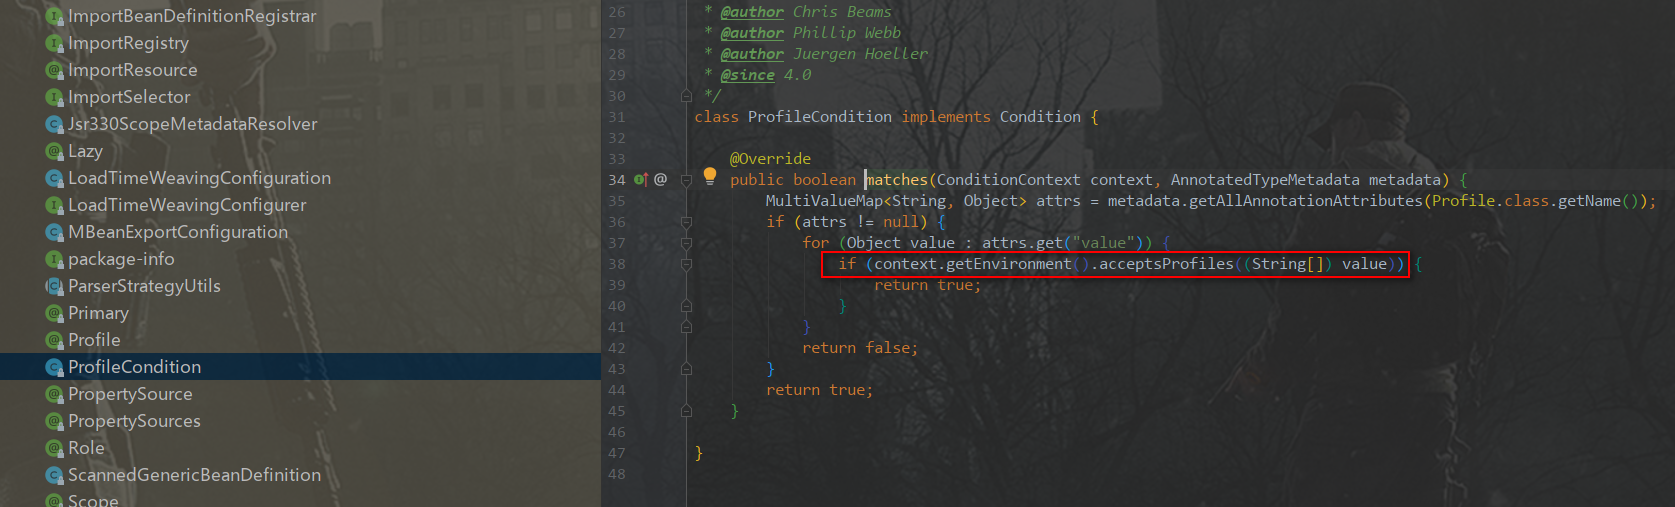 ImportBeanDefinitionRegistrar
ImportRegistry
ImportResource
ImportSelector
Jsr330ScopeMetadataResolver
Lazy
LoadTimeWeavingConfiguration
LoadTimeWeavingConfigurer
MBeanExportConfiguration
package-info
ParserStrategyUtils
Primary
Profile
ProfileCondition
PropertySource
PropertySources
Role
ScannedGenericBeanDefinition
Scope
26 * @author Chris Beams
27 * @author Phillip Webb
28 * @author Juergen Hoeller
29 * @since 4.0
30 */
31 class ProfileCondition implements Condition {
32
33 @Override
34 @ public boolean matches(ConditionContext context, AnnotatedTypeMetadata metadata) {
35 MultiValueMap<String, Object> attrs = metadata.getAllAnnotationAttributes(Profile.class.getName());
36 if (attrs != null) {
37 for (Object value : attrs.get("value")) {
38 if (context.getEnvironment().acceptsProfiles((String[]) value)) {
39 return true;
40 }
41 }
42 return false;
43 }
44 return true;
45 }
46
47 }
48